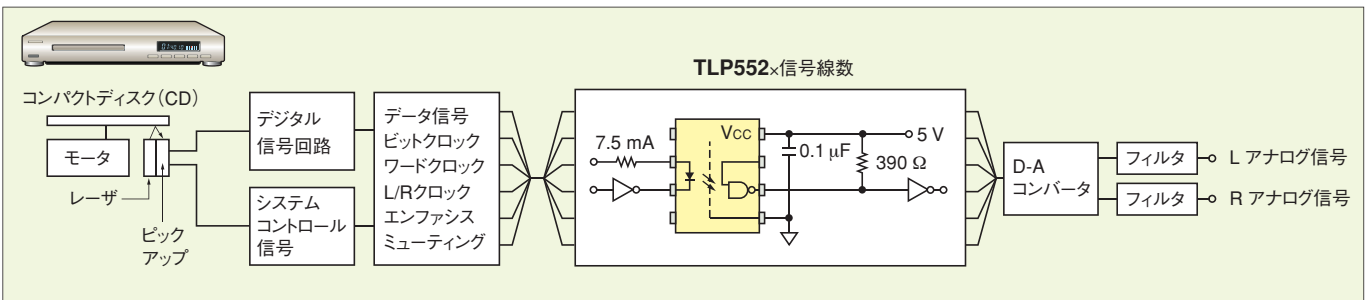 TLP552×信号線数
コンパクトディスク(CD)
モータ
レーザ
ピック
アップ
デジタル
信号回路
システム
コントロール
信号
データ信号
ビットクロック
ワードクロック
L/Rクロック
エンファシス
ミューティング
7.5 mA
VCC
0.1 μF
5 V
390 Ω
D-A
コンバータ
フィルタ
L アナログ信号
フィルタ
R アナログ信号